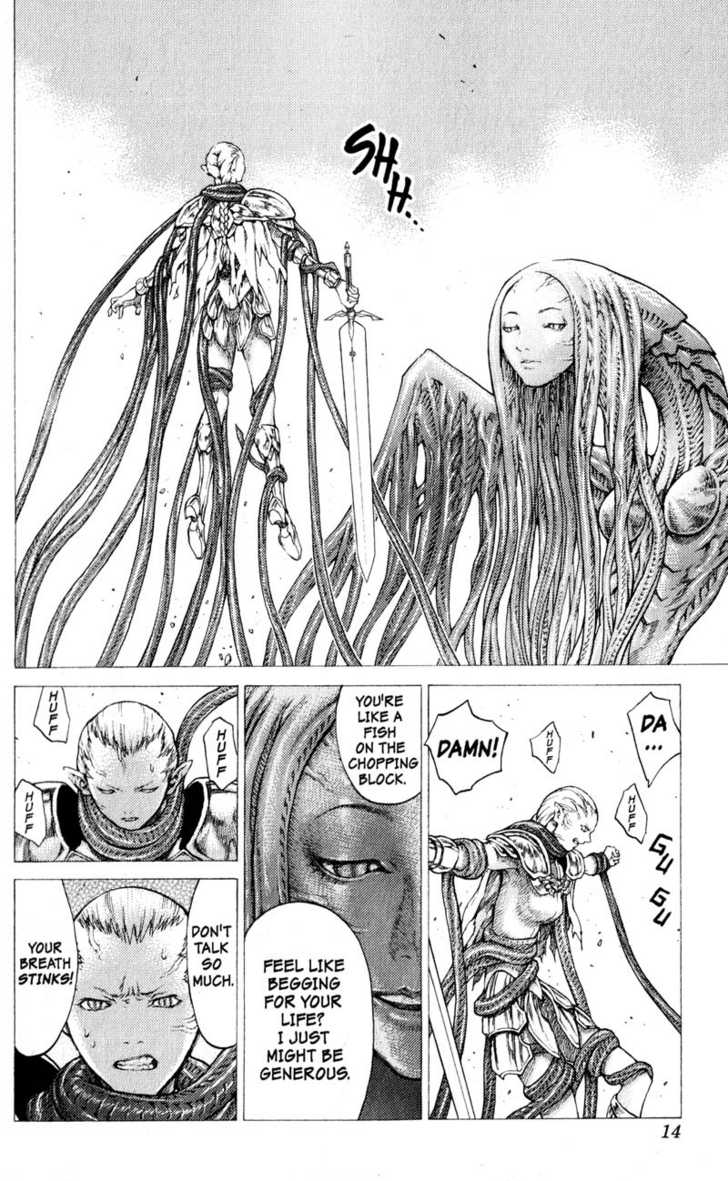 SHH...
DA
...
HUFF
HUFF
DAMN!
GU GU
YOU'RE
LIKE A
FISH
ON THE
CHOPPING
BLOCK.
FEEL LIKE
BEGGING
FOR YOUR
LIFE?
I JUST
MIGHT BE
GENEROUS.
HUFF
HUFF
HUFF
DON'T
TALK
SO
MUCH.
YOUR
BREATH
STINKS!
14